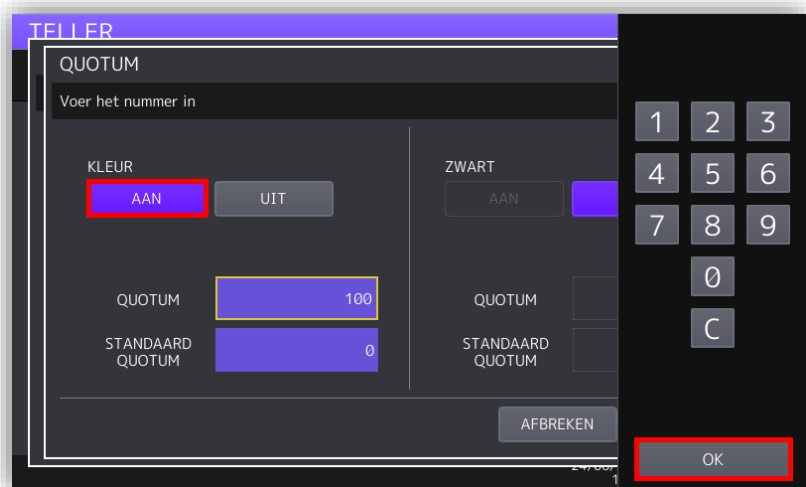 TELLER
QUOTUM
Voer het nummer in
KLEUR
AAN
UIT
QUOTUM
100
STANDAARD
QUOTUM
0
ZWART
AAN
QUOTUM
STANDAARD
QUOTUM
AFBREKEN
1 2 3
4 5 6
7 8 9
0
C
OK